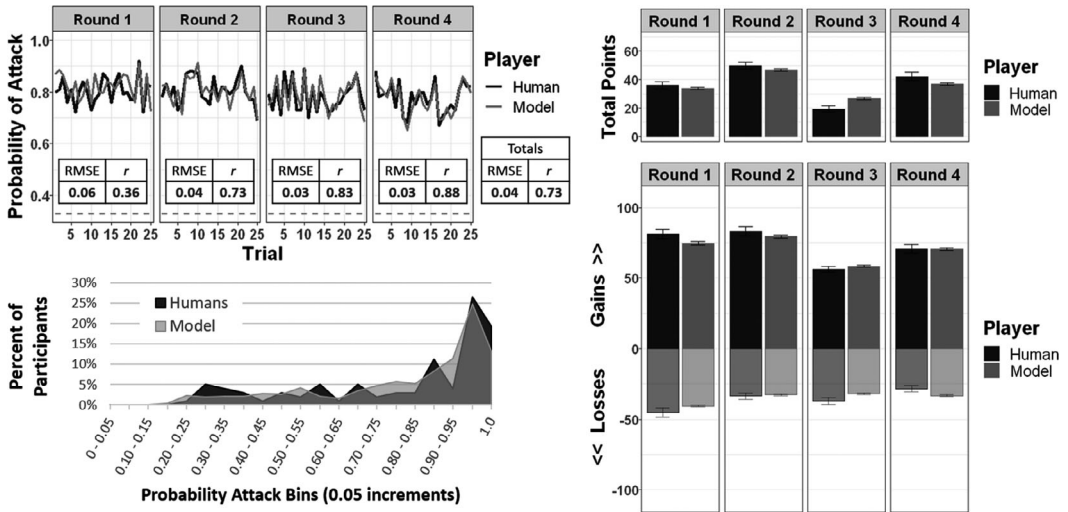 Round 1 Round 2 Round 3 Round 4
Probability of Attack
1.0
0.8
0.6
0.4
RMSE r RMSE r RMSE r RMSE r
0.06 0.36 0.04 0.73 0.03 0.83 0.03 0.88
5 10 15 20 25 5 10 15 20 25 5 10 15 20 25 5 10 15 20 25
Trial
Player
Human
Model
Totals
RMSE r
0.04 0.73
Percent of
Participants
30%
25%
20%
15%
10%
5%
0%
Humans
Model
0 - 0.05
0.10 - 0.15
0.20 - 0.25
0.30 - 0.35
0.40 - 0.45
0.50 - 0.55
0.60 - 0.65
0.70 - 0.75
0.80 - 0.85
0.90 - 0.95
1.0
Probability Attack Bins (0.05 increments)
Round 1 Round 2 Round 3 Round 4
Total Points
60
40
20
0
Player
Human
Model
Round 1 Round 2 Round 3 Round 4
<< Losses Gains >>
100
50
0
-50
-100
Player
Human
Model